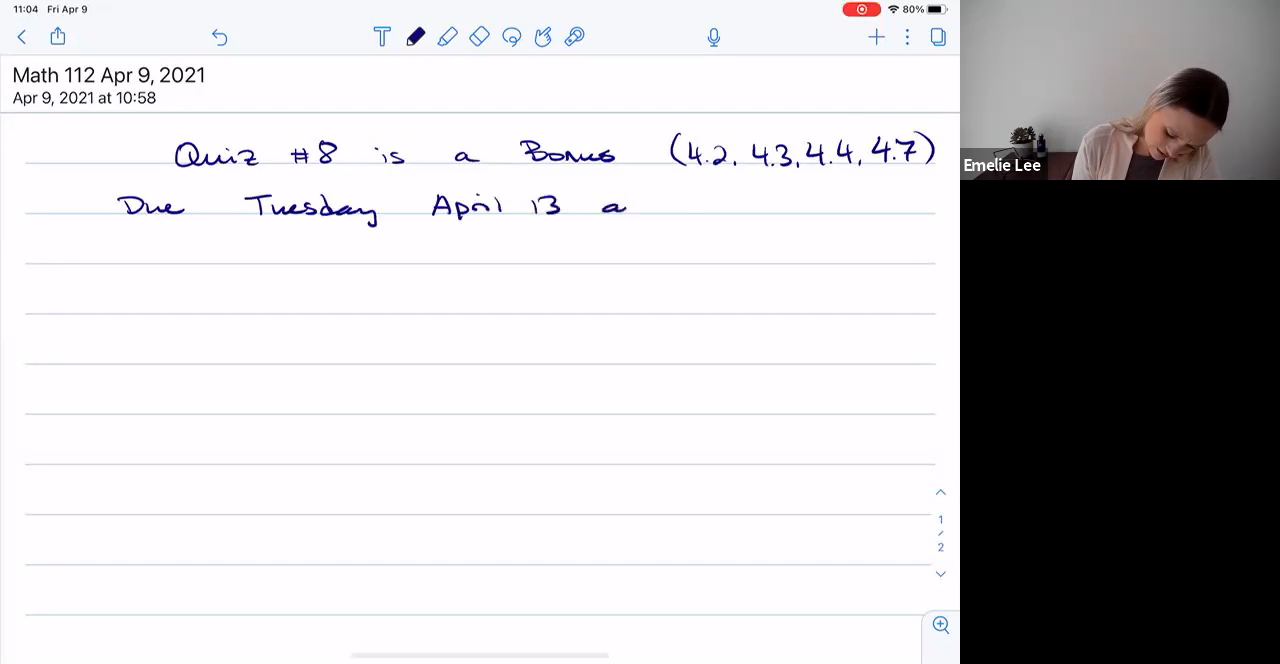 11:04 Fri Apr 9
80%
Math 112 Apr 9, 2021
Apr 9, 2021 at 10:58
Quiz #8 is a Bonus (4.2, 4.3, 4.4, 4.7)
Due Tuesday April 13 a
Emelie Lee
1
/
2